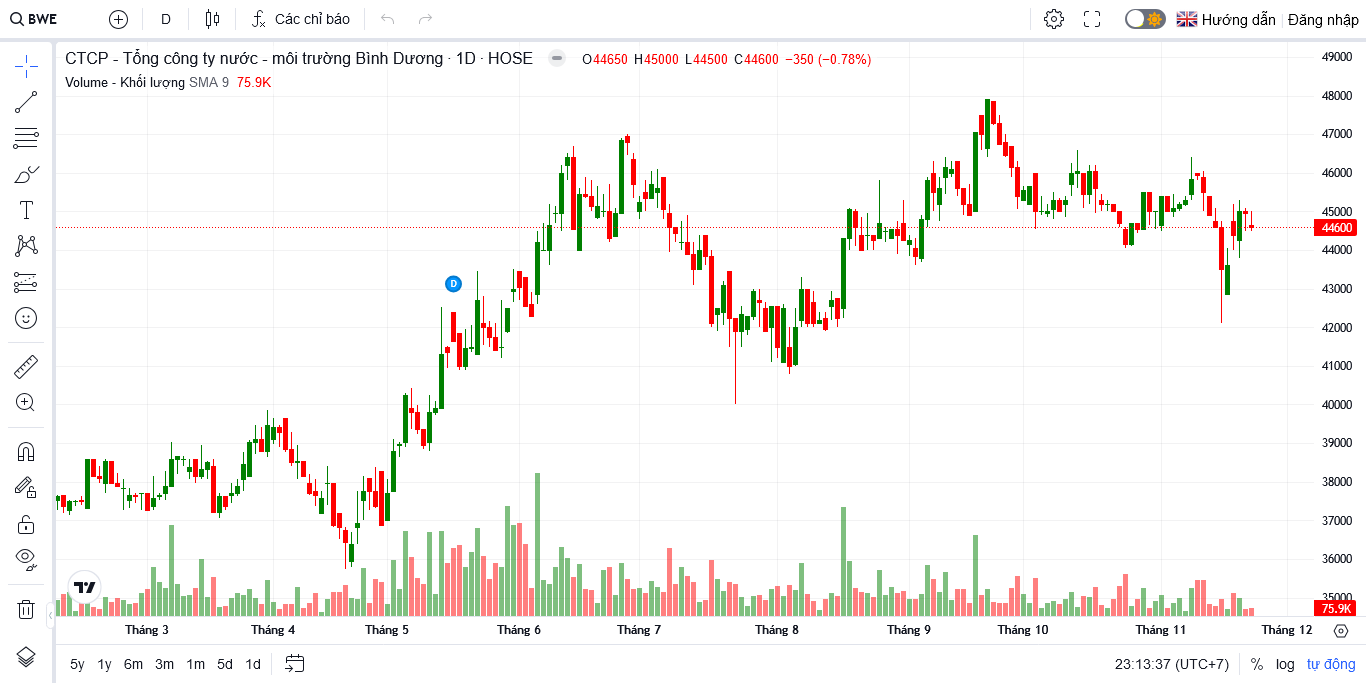 BWE D Các chỉ báo Hướng dẫn Đăng nhập
CTCP - Tổng công ty nước - môi trường Bình Dương · 1D · HOSE O44650 H45000 L44500 C44600 −350 (−0.78%)
Volume - Khối lượng SMA 9 75.9K
49000
48000
47000
46000
45000
44600
44000
43000
D
42000
41000
40000
39000
38000
37000
36000
35000
75.9K
Tháng 3 Tháng 4 Tháng 5 Tháng 6 Tháng 7 Tháng 8 Tháng 9 Tháng 10 Tháng 11 Tháng 12
5y 1y 6m 3m 1m 5d 1d 23:13:37 (UTC+7) % log tự động